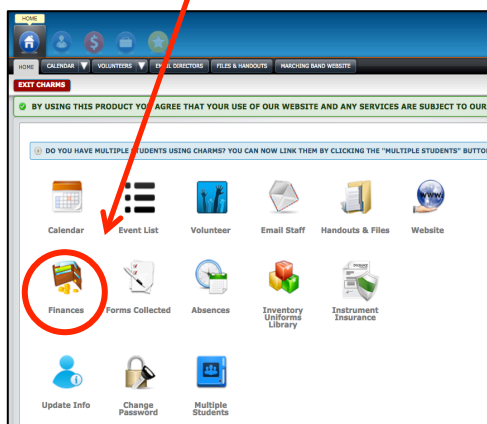 HOME
HOME CALENDAR VOLUNTEERS EMAIL DIRECTORS FILES & HANDOUTS MARCHING BAND WEBSITE
EXIT CHARMS
BY USING THIS PRODUCT YOU AGREE THAT YOUR USE OF OUR WEBSITE AND ANY SERVICES ARE SUBJECT TO OUR
DO YOU HAVE MULTIPLE STUDENTS USING CHARMS? YOU CAN NOW LINK THEM BY CLICKING THE "MULTIPLE STUDENTS" BUTTO
www.
Calendar Event List Volunteer Email Staff Handouts & Files Website
Finances Forms Collected Absences Inventory Instrument
Uniforms Insurance
Library
Update Info Change Multiple
Password Students